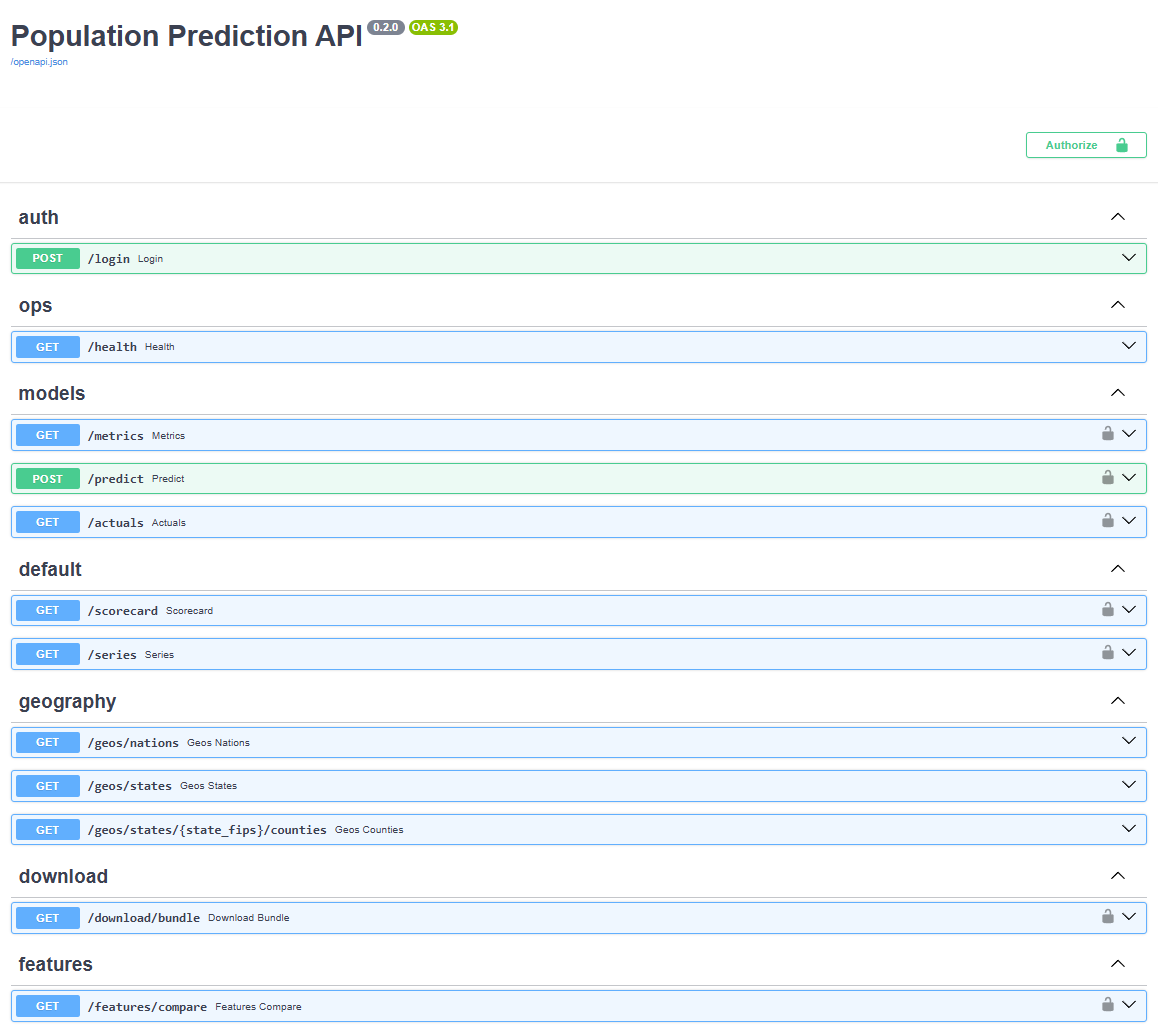 Population Prediction API 0.2.0 OAS 3.1
/openapi.json
Authorize
auth
POST /login Login
ops
GET /health Health
models
GET /metrics Metrics
POST /predict Predict
GET /actuals Actuals
default
GET /scorecard Scorecard
GET /series Series
geography
GET /geos/nations Geos Nations
GET /geos/states Geos States
GET /geos/states/{state_fips}/counties Geos Counties
download
GET /download/bundle Download Bundle
features
GET /features/compare Features Compare